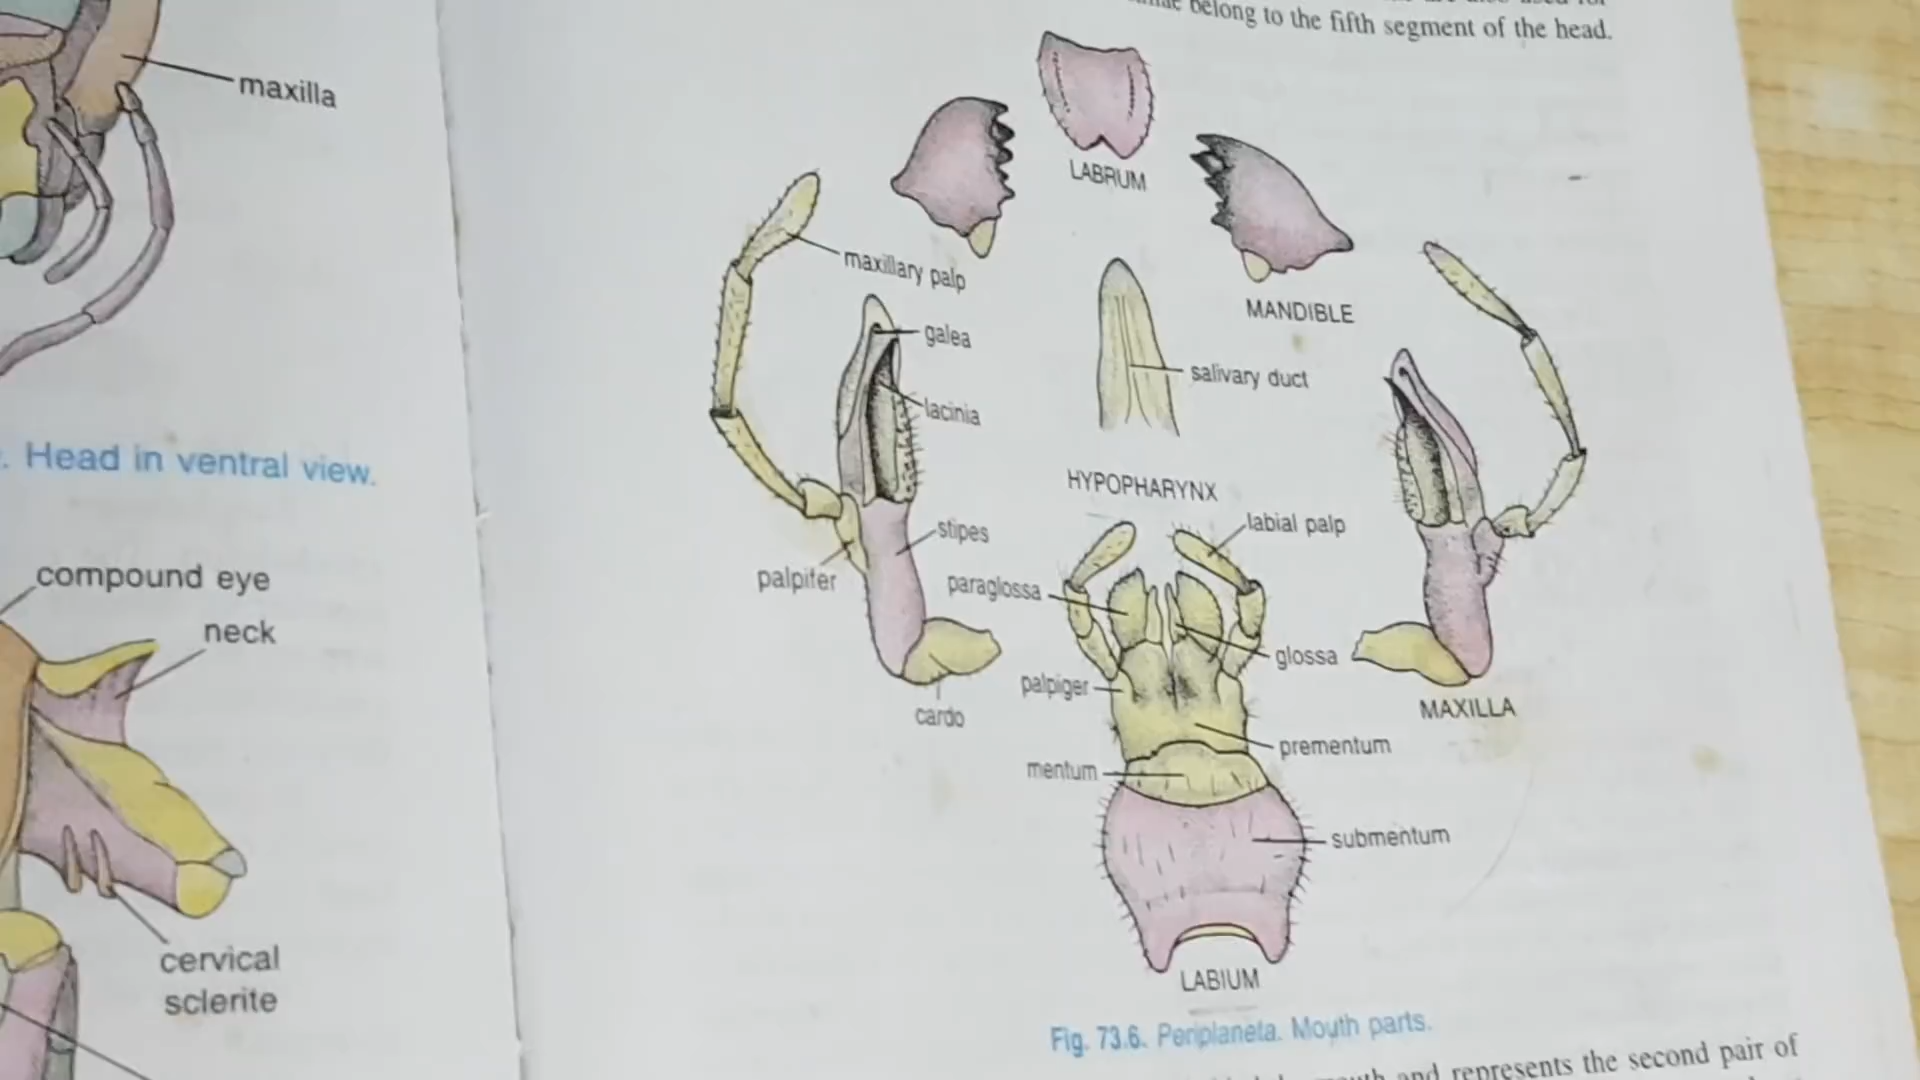 maxilla
. Head in ventral view.
compound eye
neck
cervical
sclerite
belong to the fifth segment of the head.
LABRUM
maxillary palp
MANDIBLE
galea
salivary duct
lacinia
HYPOPHARYNX
labial palp
stipes
palpifer
paraglossa
glossa
palpiger
MAXILLA
cardo
prementum
mentum
submentum
LABIUM
Fig. 73.6. Periplaneta. Mouth parts.
mouth and represents the second pair of